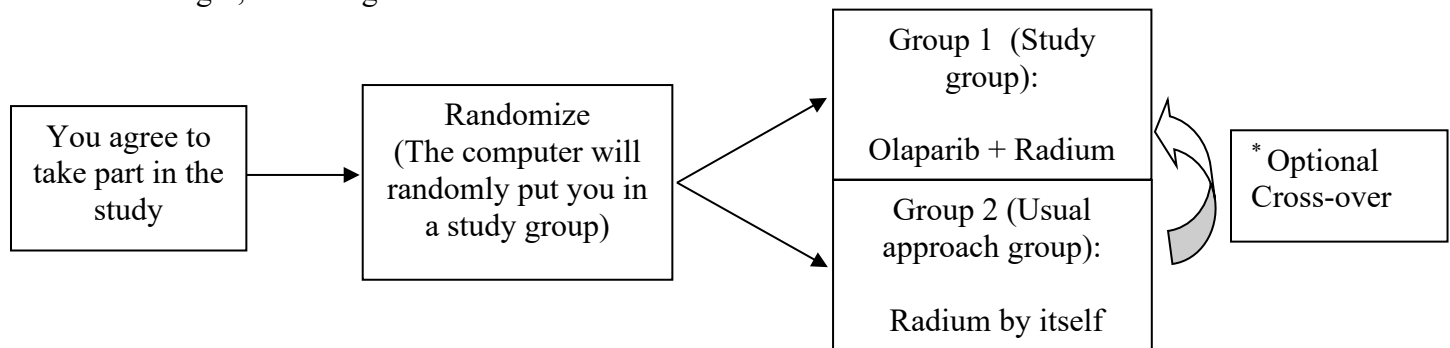 You agree to
take part in the
study
Randomize
(The computer will
randomly put you in
a study group)
Group 1 (Study
group):
Olaparib + Radium
Group 2 (Usual
approach group):
Radium by itself
* Optional
Cross-over